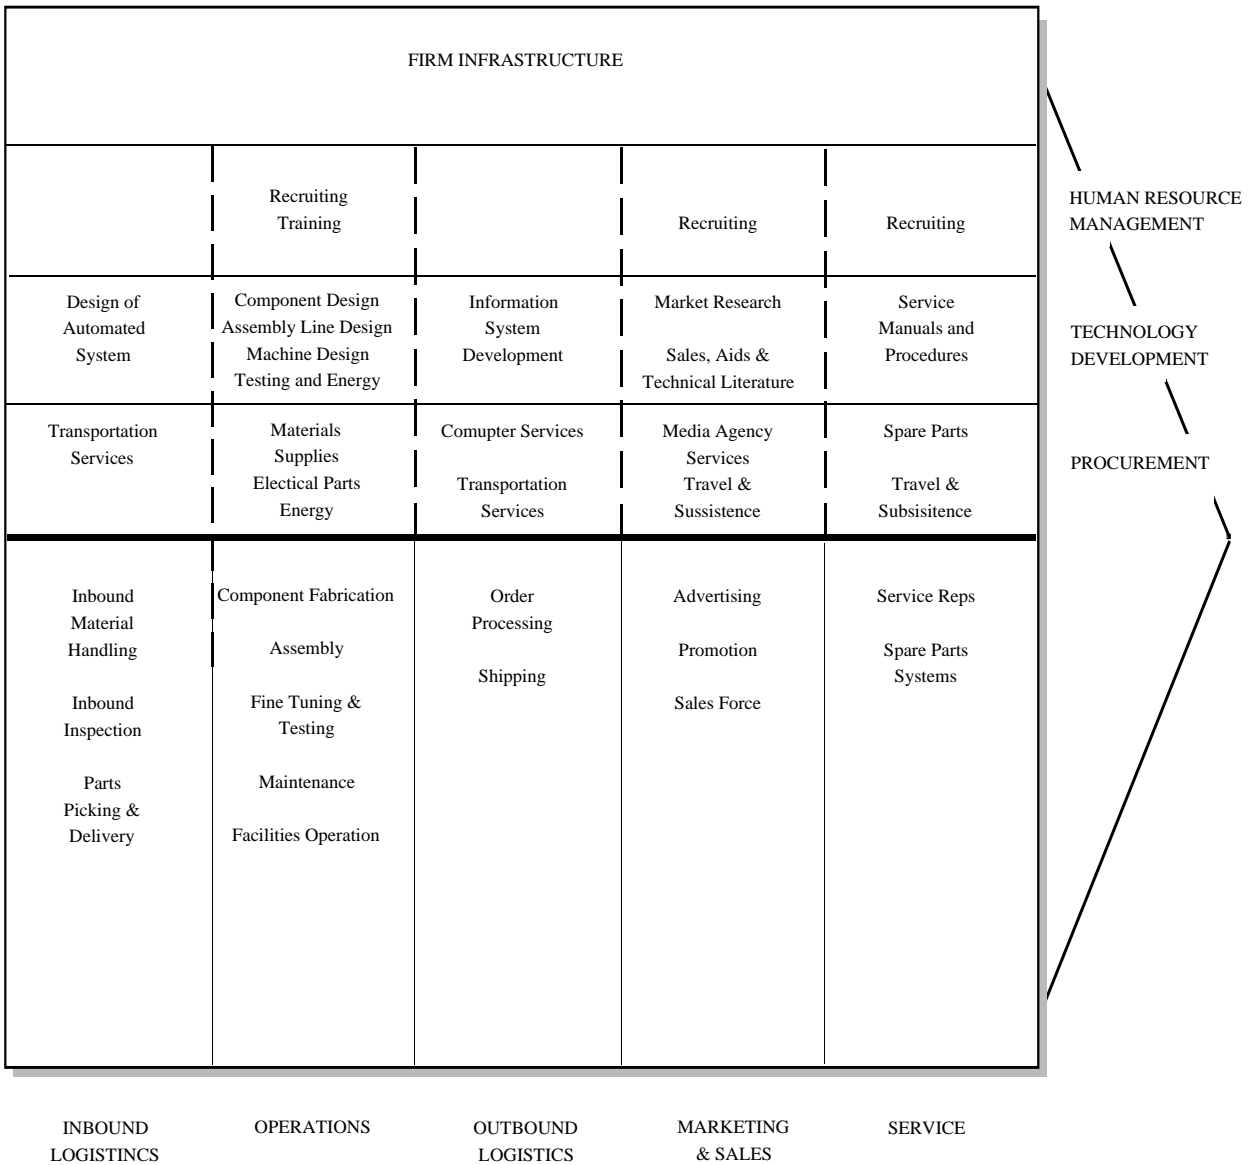 FIRM INFRASTRUCTURE
Recruiting
Training
Recruiting
Recruiting
HUMAN RESOURCE
MANAGEMENT
Design of
Automated
System
Component Design
Assembly Line Design
Machine Design
Testing and Energy
Information
System
Development
Market Research
Sales, Aids &
Technical Literature
Service
Manuals and
Procedures
TECHNOLOGY
DEVELOPMENT
Transportation
Services
Materials
Supplies
Electical Parts
Energy
Comupter Services
Transportation
Services
Media Agency
Services
Travel &
Sussistence
Spare Parts
Travel &
Subsisitence
PROCUREMENT
Inbound
Material
Handling
Inbound
Inspection
Parts
Picking &
Delivery
Component Fabrication
Assembly
Fine Tuning &
Testing
Maintenance
Facilities Operation
Order
Processing
Shipping
Advertising
Promotion
Sales Force
Service Reps
Spare Parts
Systems
INBOUND
LOGISTINCS
OPERATIONS
OUTBOUND
LOGISTICS
MARKETING
& SALES
SERVICE